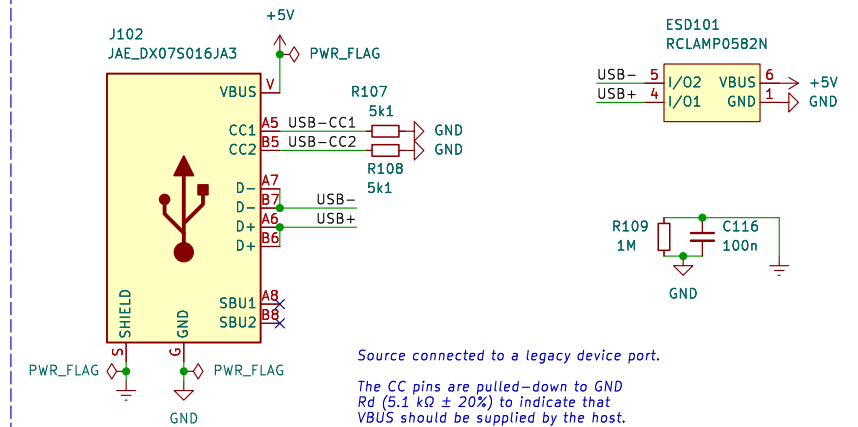 +5V
J102
JAE_DX07S016JA3
PWR_FLAG
VBUS
V
R107
5k1
CC1
A5
USB-CC1
GND
CC2
B5
USB-CC2
GND
R108
5k1
D-
A7
D-
B7
USB-
D+
A6
USB+
D+
B6
SBU1
A8
SBU2
B8
SHIELD
GND
S
G
PWR_FLAG
PWR_FLAG
GND
ESD101
RCLAMP0582N
USB-
5
I/O2
VBUS
6
+5V
USB+
4
I/O1
GND
1
GND
R109
1M
C116
100n
GND
Source connected to a legacy device port.
The CC pins are pulled-down to GND
Rd (5.1 kΩ ± 20%) to indicate that
VBUS should be supplied by the host.